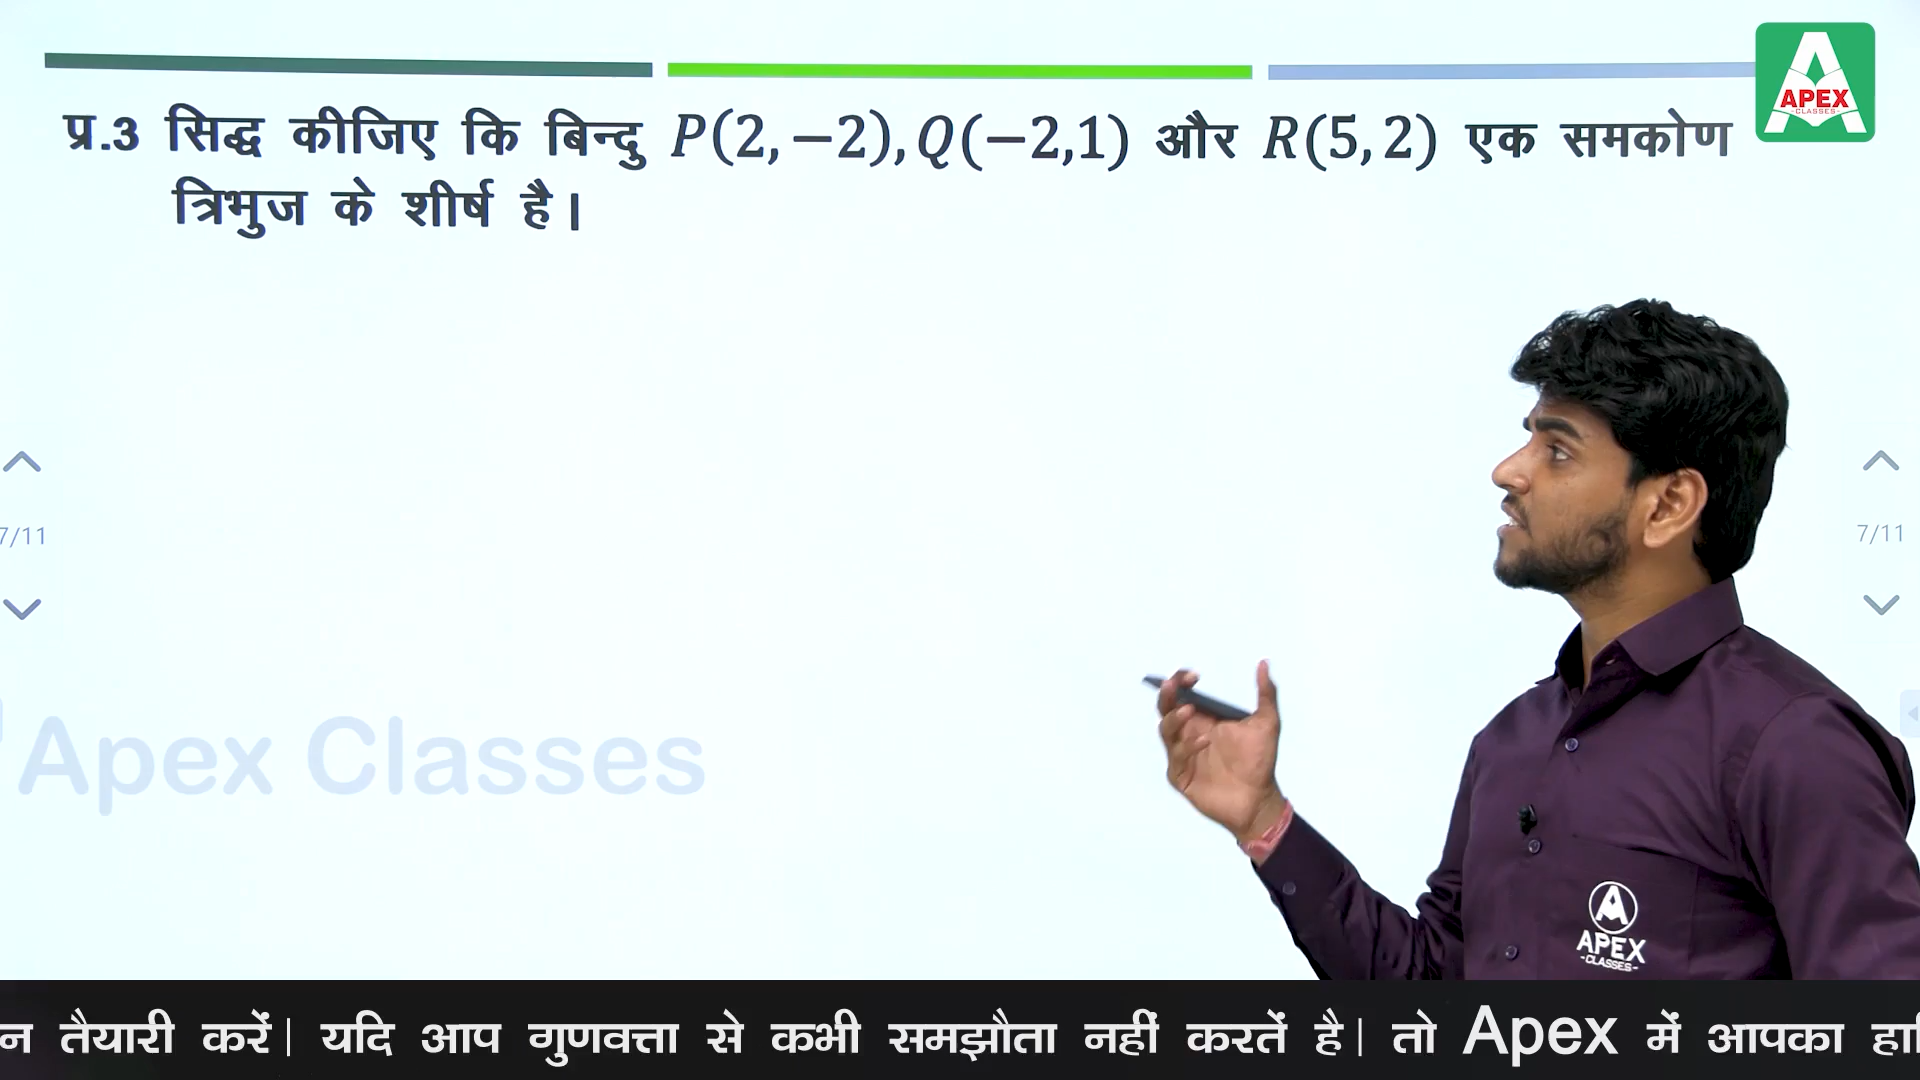 प्र.3 सिद्ध कीजिए कि बिन्दु P(2,−2),Q(−2,1) और R(5,2) एक समकोण
त्रिभुज के शीर्ष है।
APEX
CLASSES
7/11
7/11
Apex Classes
APEX
-CLASSES-
न तैयारी करें| यदि आप गुणवत्ता से कभी समझौता नहीं करतें है| तो Apex में आपका